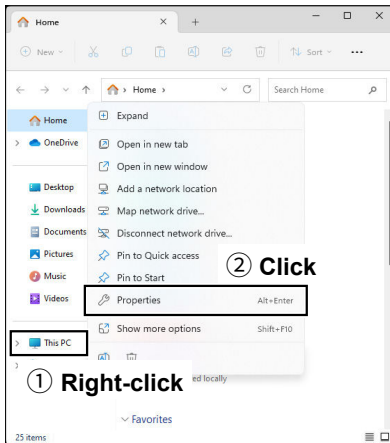 Home
New
Sort
Home
Search Home
Home
Expand
OneDrive
Open in new tab
Open in new window
Desktop
Add a network location
Downloads
Map network drive...
Documents
Disconnect network drive...
Pictures
Pin to Quick access
② Click
Music
Pin to Start
Videos
Properties Alt+Enter
Show more options Shift+F10
This PC
① Right-click
ed locally
Favorites
25 items